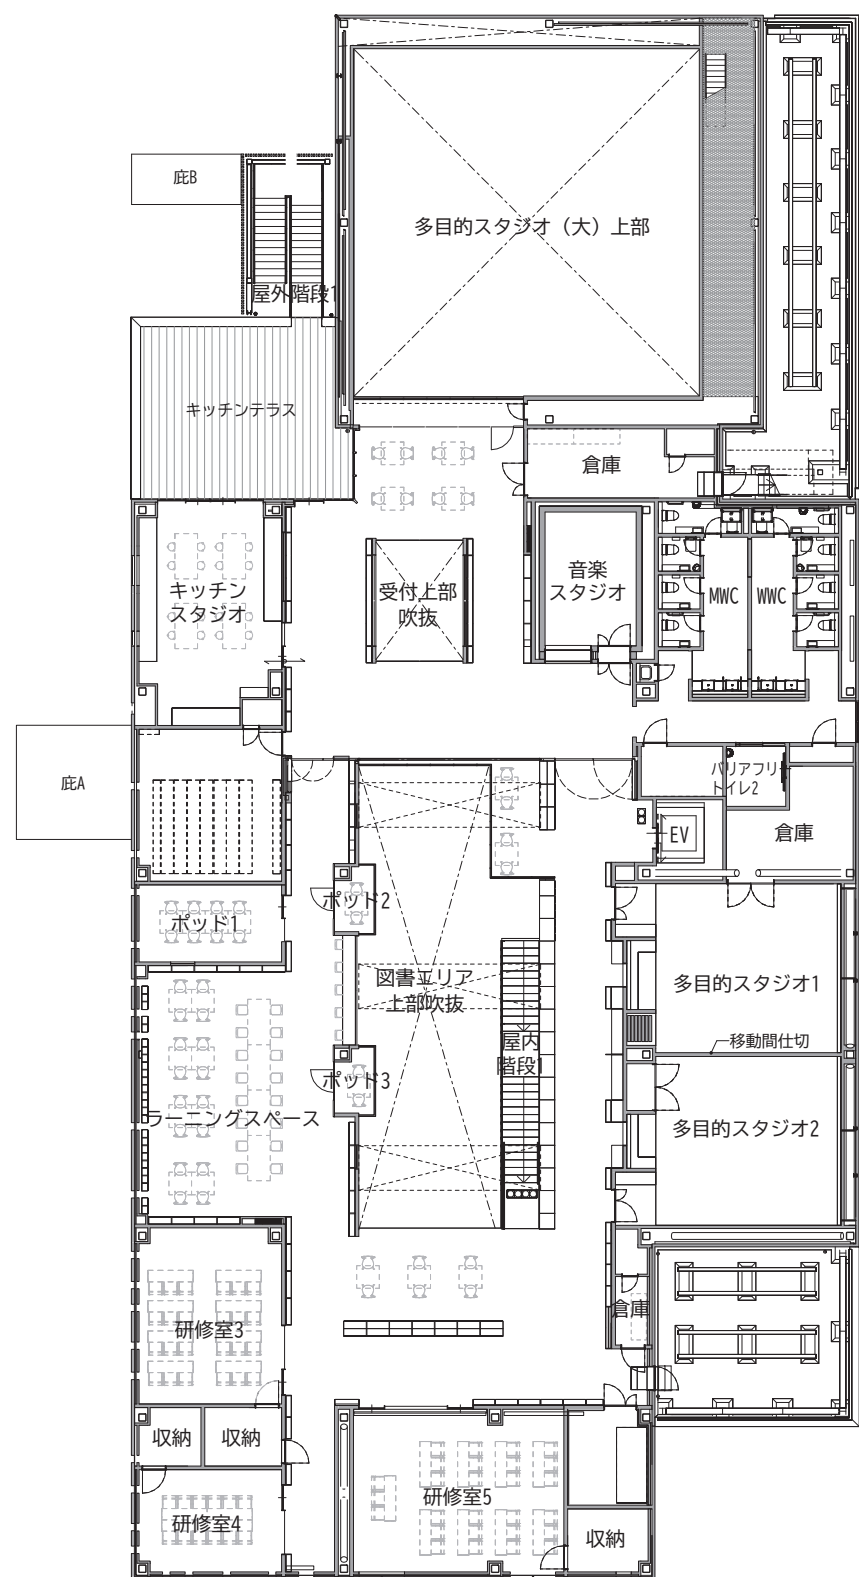 庇B
多目的スタジオ（大）上部
屋外階段1
キッチンテラス
倉庫
キッチン
スタジオ
受付上部
吹抜
音楽
スタジオ
MWC
WWC
庇A
バリアフリー
トイレ2
EV
倉庫
ポッド1
ポッド2
図書エリア
上部吹抜
多目的スタジオ1
移動間仕切
屋内
階段1
ポッド3
ラーニングスペース
多目的スタジオ2
倉庫
研修室3
収納
収納
研修室5
研修室4
収納